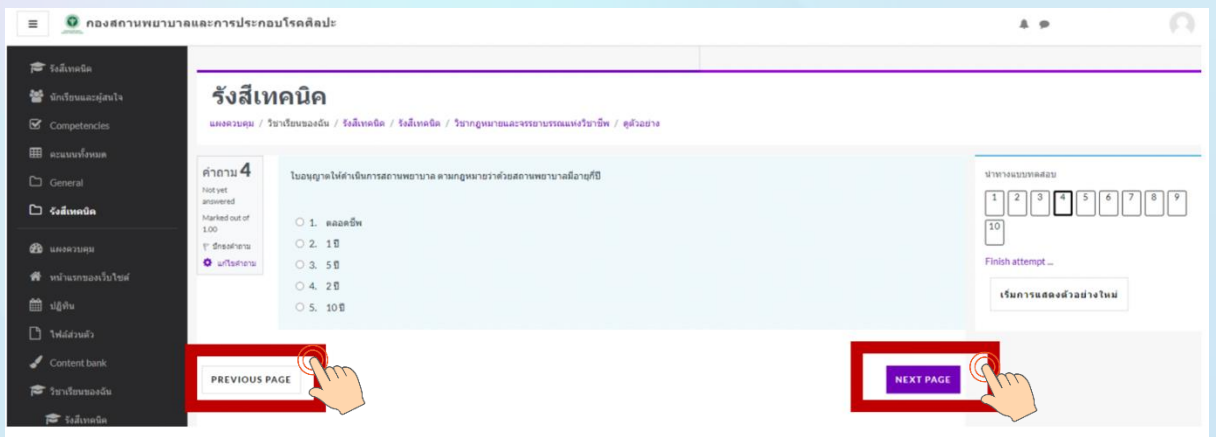 กองสถานพยาบาลและการประกอบโรคศิลปะ
รังสีเทคนิค
นักเรียนและผู้สนใจ
Competencies
คะแนนทั้งหมด
General
รังสีเทคนิค
แผงควบคุม
หน้าแรกของเว็บไซต์
ปฏิทิน
ไฟล์ส่วนตัว
Content bank
วิชาเรียนของฉัน
รังสีเทคนิค
รังสีเทคนิค
แผงควบคุม / วิชาเรียนของฉัน / รังสีเทคนิค / รังสีเทคนิค / วิชากฎหมายและจรรยาบรรณแห่งวิชาชีพ / ดูตัวอย่าง
คำถาม 4
Not yet
answered
Marked out of
1.00
ปักธงคำถาม
แก้ไขคำถาม
ใบอนุญาตให้ดำเนินการสถานพยาบาล ตามกฎหมายว่าด้วยสถานพยาบาลมีอายุกี่ปี
1. ตลอดชีพ
2. 1 ปี
3. 5 ปี
4. 2 ปี
5. 10 ปี
PREVIOUS PAGE
NEXT PAGE
นำทางแบบทดสอบ
1 2 3 4 5 6 7 8 9
10
Finish attempt ...
เริ่มการแสดงตัวอย่างใหม่